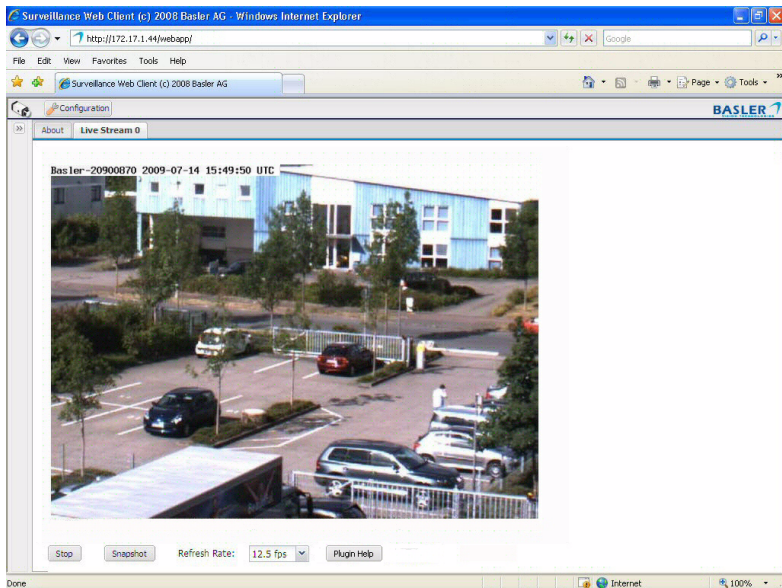 Surveillance Web Client (c) 2008 Basler AG - Windows Internet Explorer
http://172.17.1.44/webapp/
Google
File Edit View Favorites Tools Help
Surveillance Web Client (c) 2008 Basler AG
Page Tools
Configuration
BASLER
VISION TECHNOLOGIES
About Live Stream 0
Basler-20900870 2009-07-14 15:49:50 UTC
Stop Snapshot Refresh Rate: 12.5 fps Plugin Help
Done Internet 100%